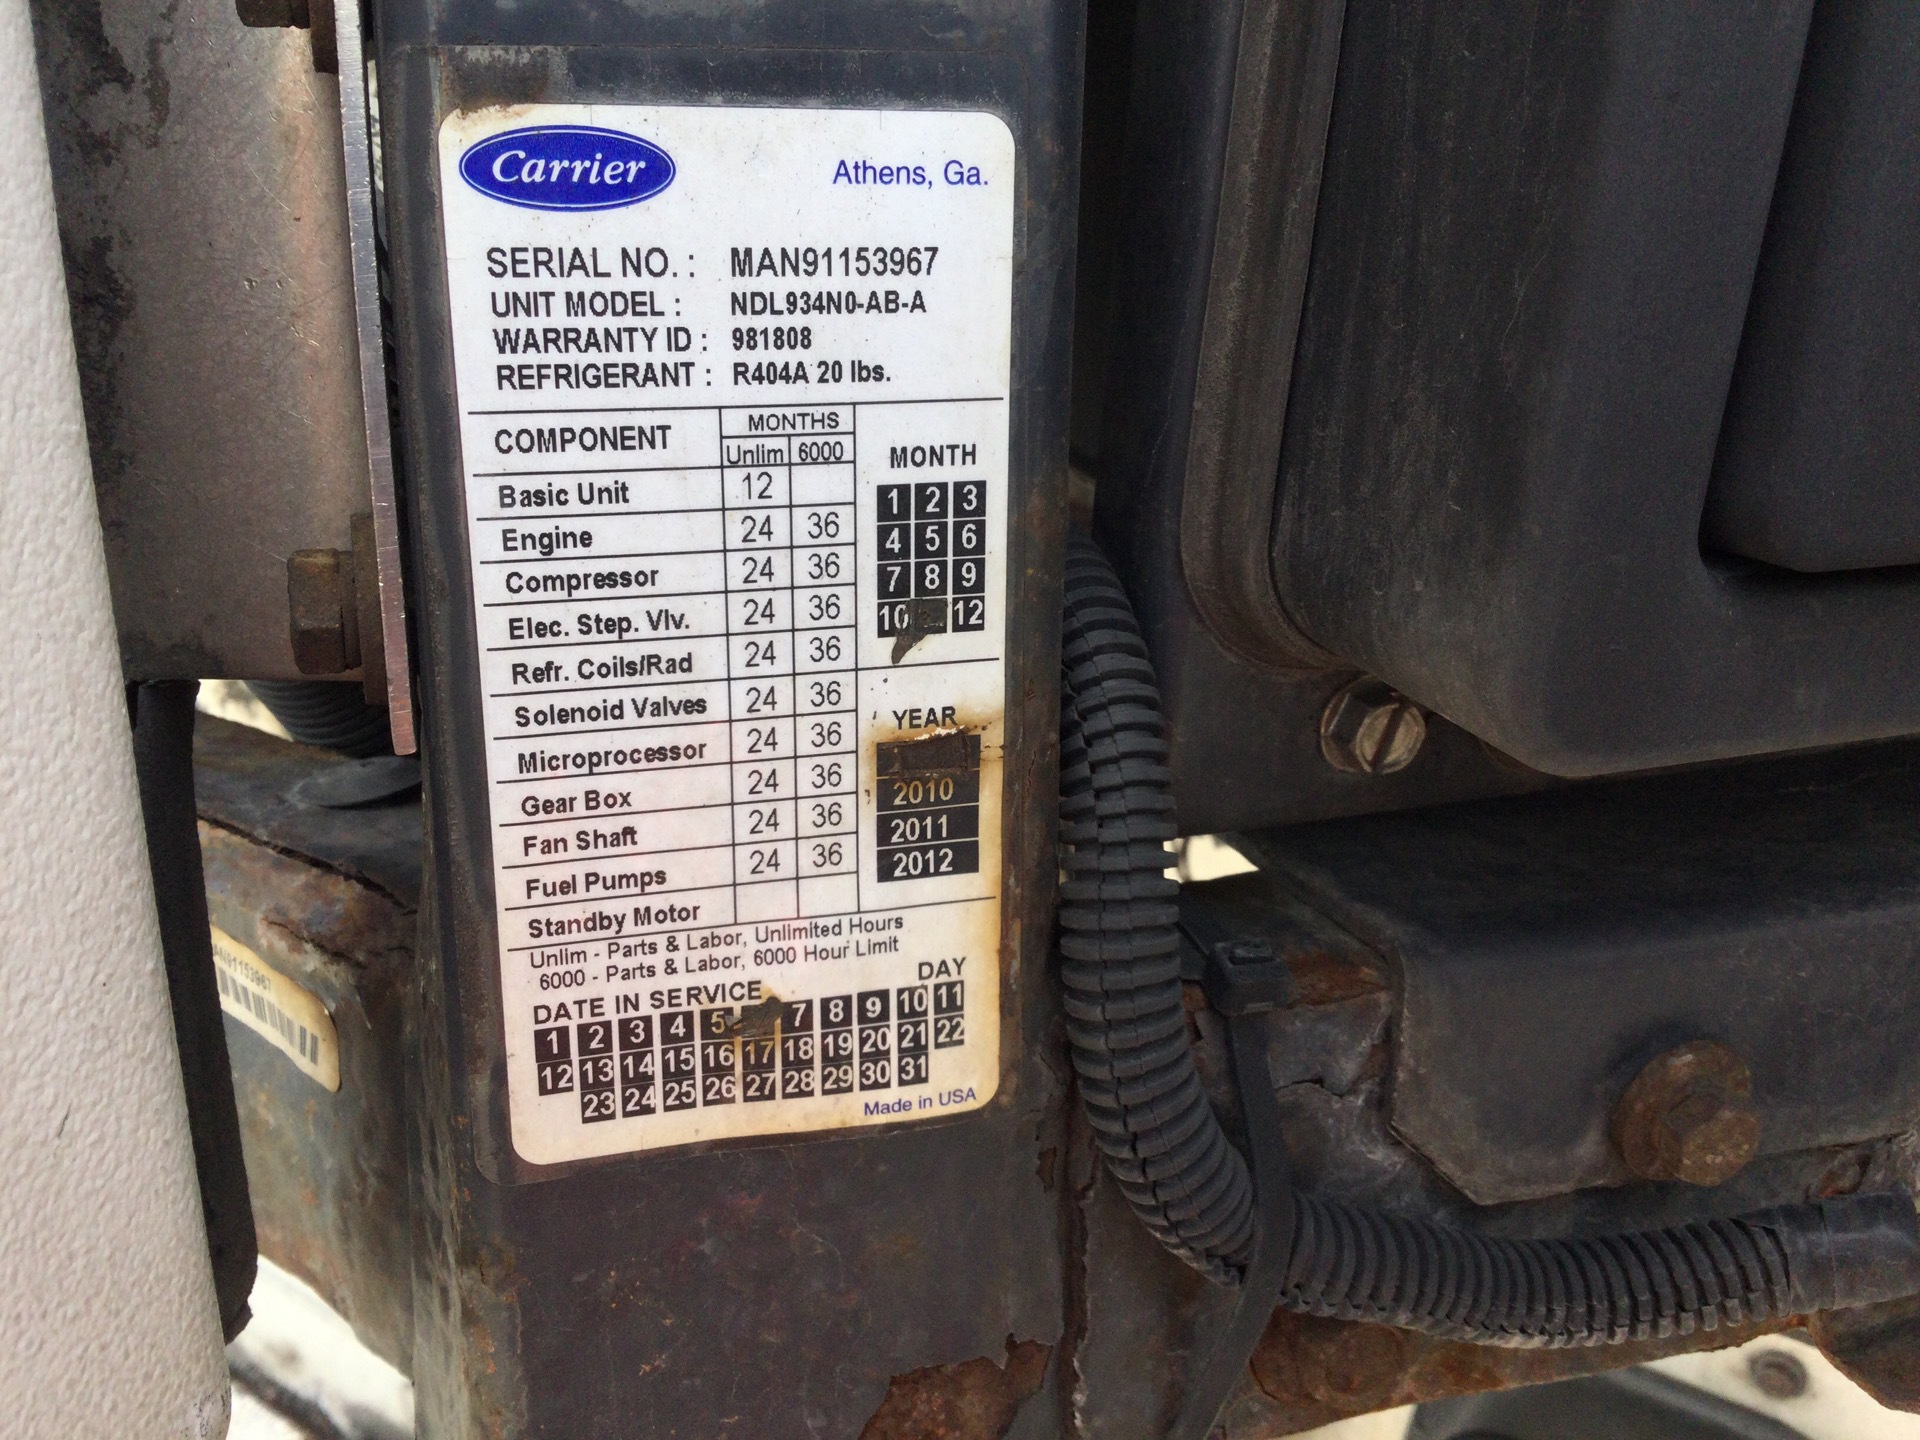 Carrier
Athens, Ga.
SERIAL NO. : MAN91153967
UNIT MODEL : NDL934N0-AB-A
WARRANTY ID : 981808
REFRIGERANT : R404A 20 lbs.
COMPONENT MONTHS
Unlim 6000
Basic Unit 12
Engine 24 36
Compressor 24 36
Elec. Step. Vlv. 24 36
Refr. Coils/Rad 24 36
Solenoid Valves 24 36
Microprocessor 24 36
Gear Box 24 36
Fan Shaft 24 36
Fuel Pumps 24 36
Standby Motor
MONTH
1 2 3
4 5 6
7 8 9
10 12
YEAR
2010
2011
2012
Unlim - Parts & Labor, Unlimited Hours
6000 - Parts & Labor, 6000 Hour Limit
DATE IN SERVICE DAY
1 2 3 4 5 7 8 9 10 11
12 13 14 15 16 17 18 19 20 21 22
23 24 25 26 27 28 29 30 31
Made in USA
AN91153967